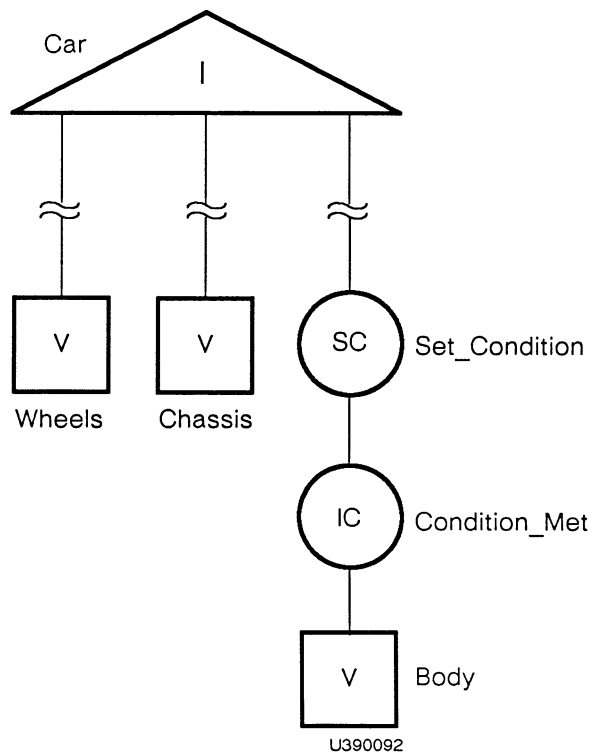 Car
I
V
V
SC
Set_Condition
Wheels
Chassis
IC
Condition_Met
V
Body
U390092